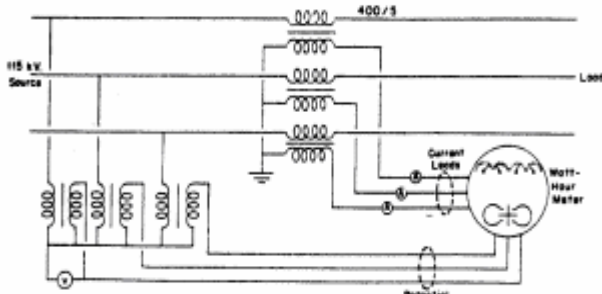 400/5
115 kV.
Source
Load
Current
Leads
A
A
A
Watt-
Hour
Meter
V